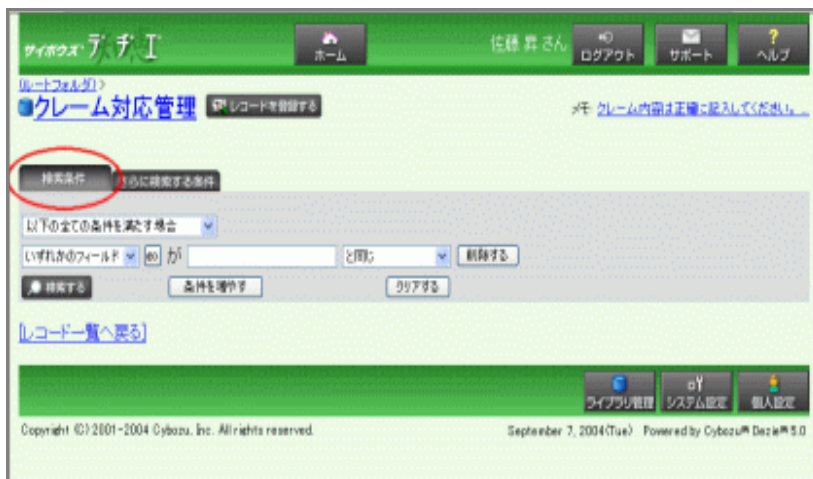 サイボウズ デヂエ
ホーム
佐藤 昇 さん
ログアウト
サポート
ヘルプ
(ルートフォルダ)>
クレーム対応管理
レコードを登録する
メモ: クレーム内容は正確に記入してください。...
検索条件
さらに検索する条件
以下の全ての条件を満たす場合
いずれかのフィールド が と同じ 削除する
検索する 条件を増やす クリアする
[レコード一覧へ戻る]
ライブラリ管理 システム設定 個人設定
Copyright (C) 2001-2004 Cybozu, Inc. All rights reserved.
September 7, 2004(Tue) Powered by Cybozu® Dezie® 5.0